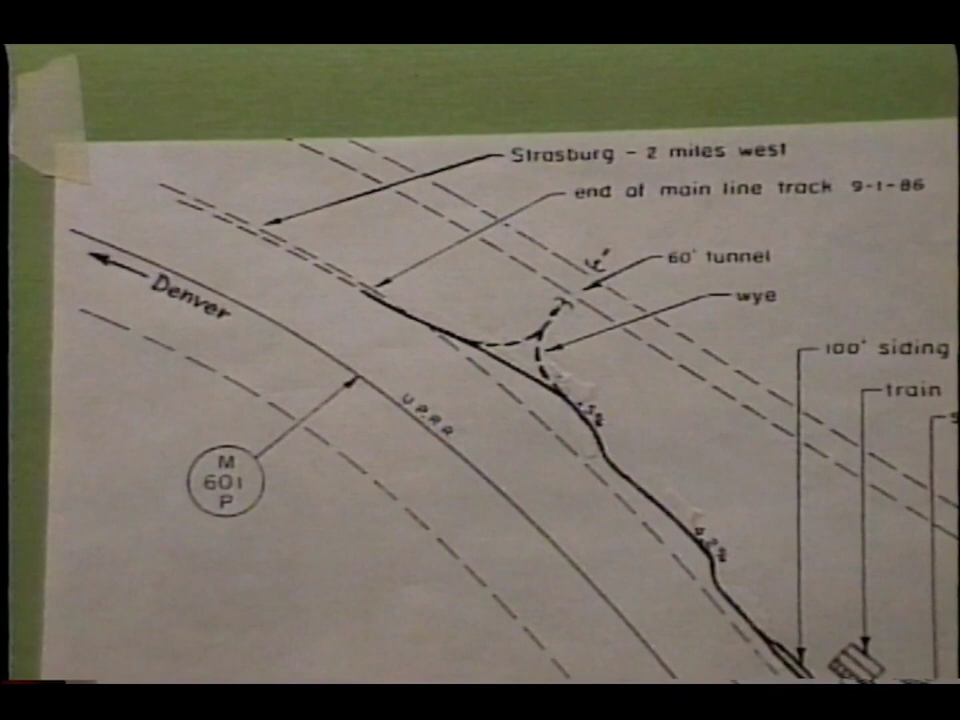 Strasburg - 2 miles west
end of main line track 9-1-86
60' tunnel
wye
Denver
100' siding
train
U.P.R.R.
M
601
P